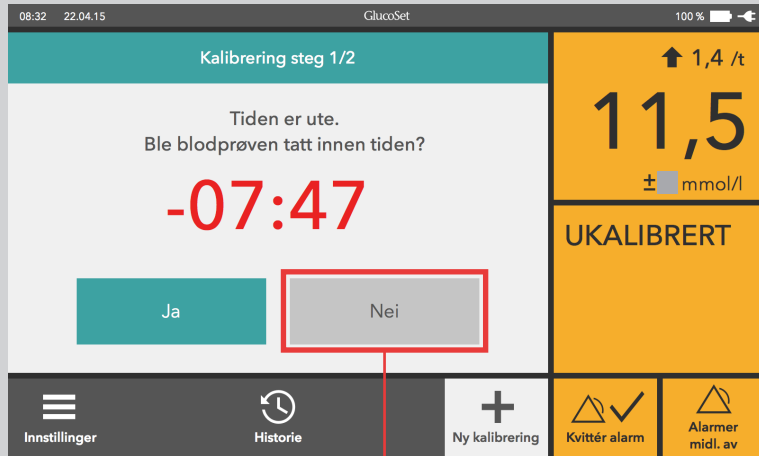 08:32 22.04.15 GlucoSet 100 %
Kalibrering steg 1/2
Tiden er ute.
Ble blodprøven tatt innen tiden?
-07:47
Ja
Nei
1,4 /t
11,5
± mmol/l
UKALIBRERT
Innstillinger
Historie
Ny kalibrering
Kvittér alarm
Alarmer
midl. av